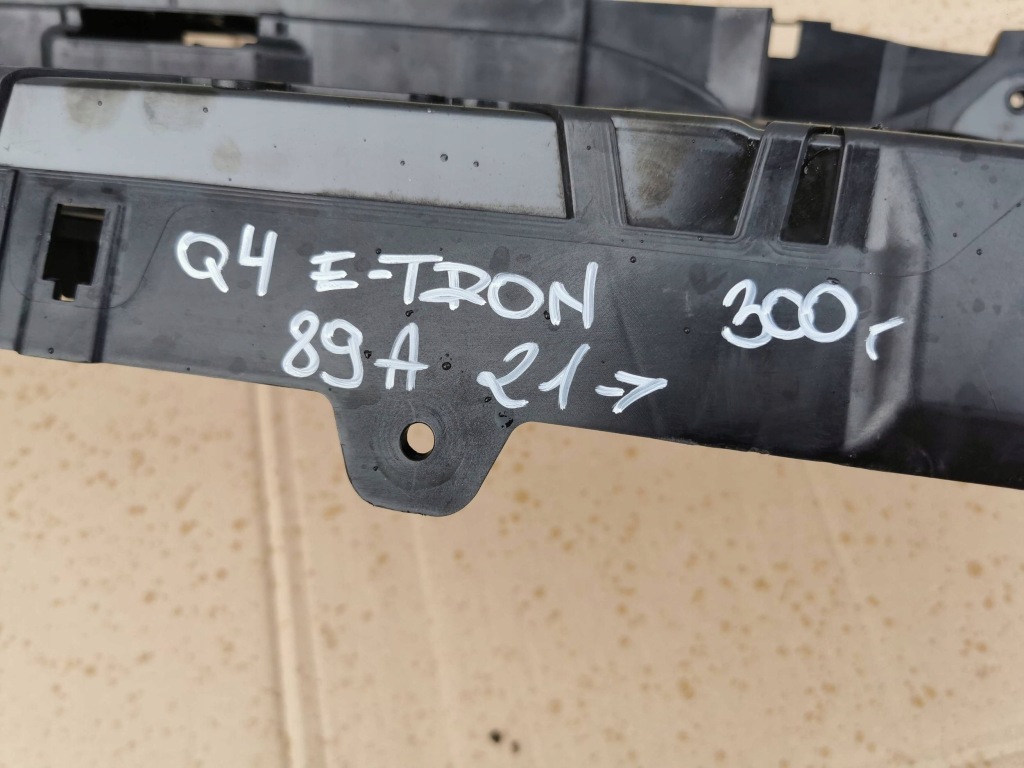 Q4 E-TRON 300,-
89A 21->